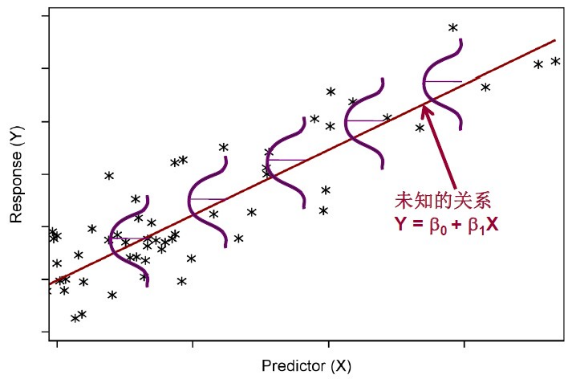 Response (Y)
未知的关系
Y = β₀ + β₁X
Predictor (X)